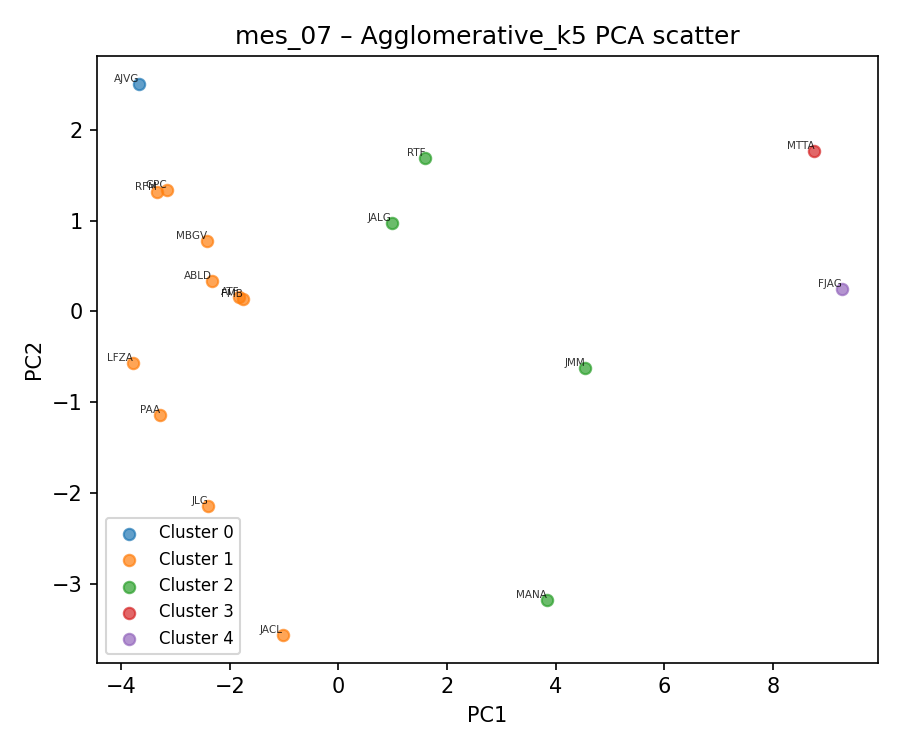 mes_07 – Agglomerative_k5 PCA scatter
AJVG
RTF
MTTA
GPC
JALG
MBGV
ABLD
FJAG
FMB
LFZA
JMM
PAA
JLG
MANA
JACL
2
1
0
−1
−2
−3
PC2
Cluster 0
Cluster 1
Cluster 2
Cluster 3
Cluster 4
−4 −2 0 2 4 6 8
PC1